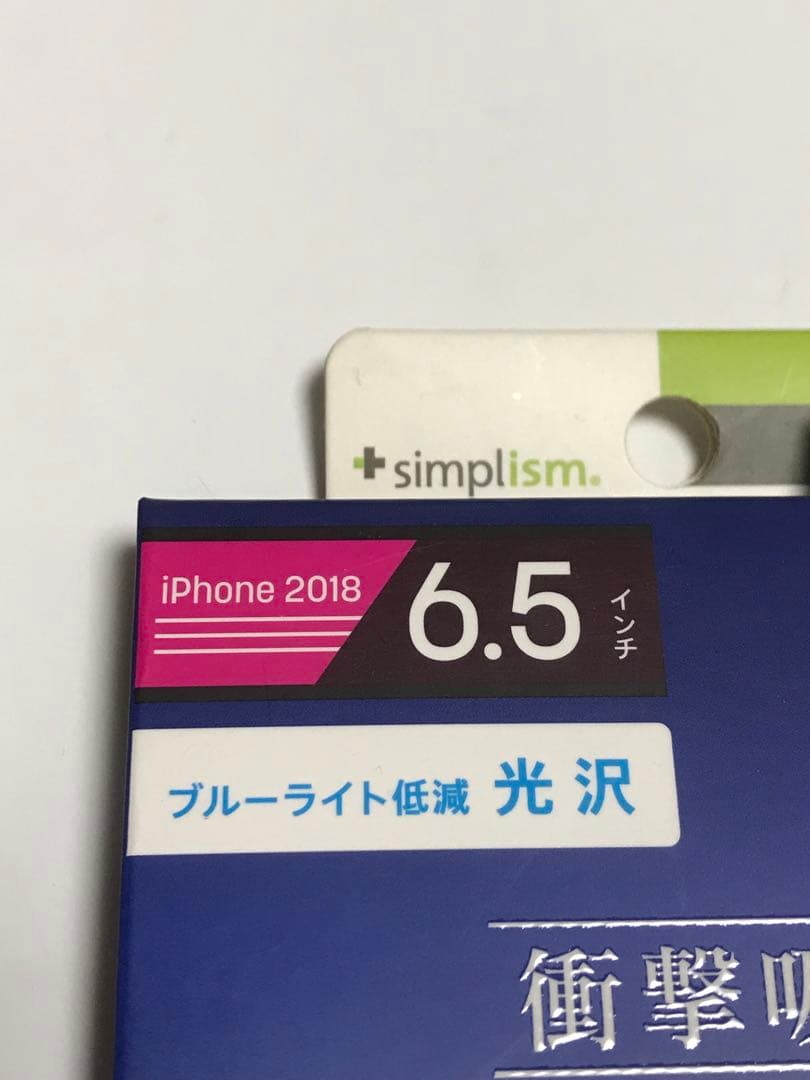 simplism.
iPhone 2018
6.5 インチ
ブルーライト低減 光沢
衝撃吸